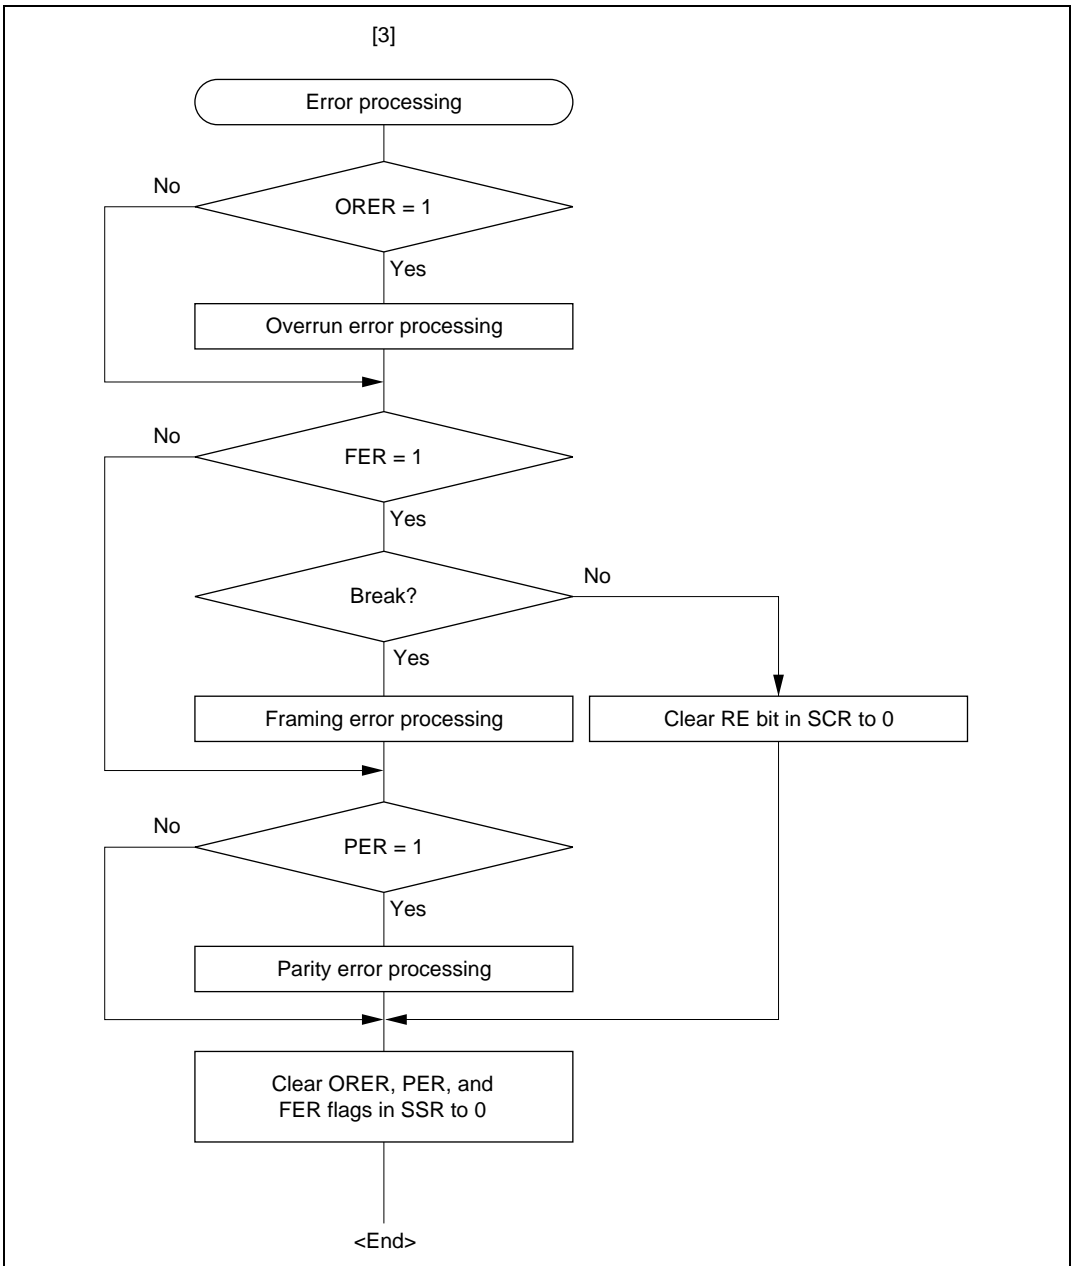 [3]
Error processing
No
ORER = 1
Yes
Overrun error processing
No
FER = 1
Yes
Break?
No
Yes
Framing error processing
Clear RE bit in SCR to 0
No
PER = 1
Yes
Parity error processing
Clear ORER, PER, and
FER flags in SSR to 0
<End>